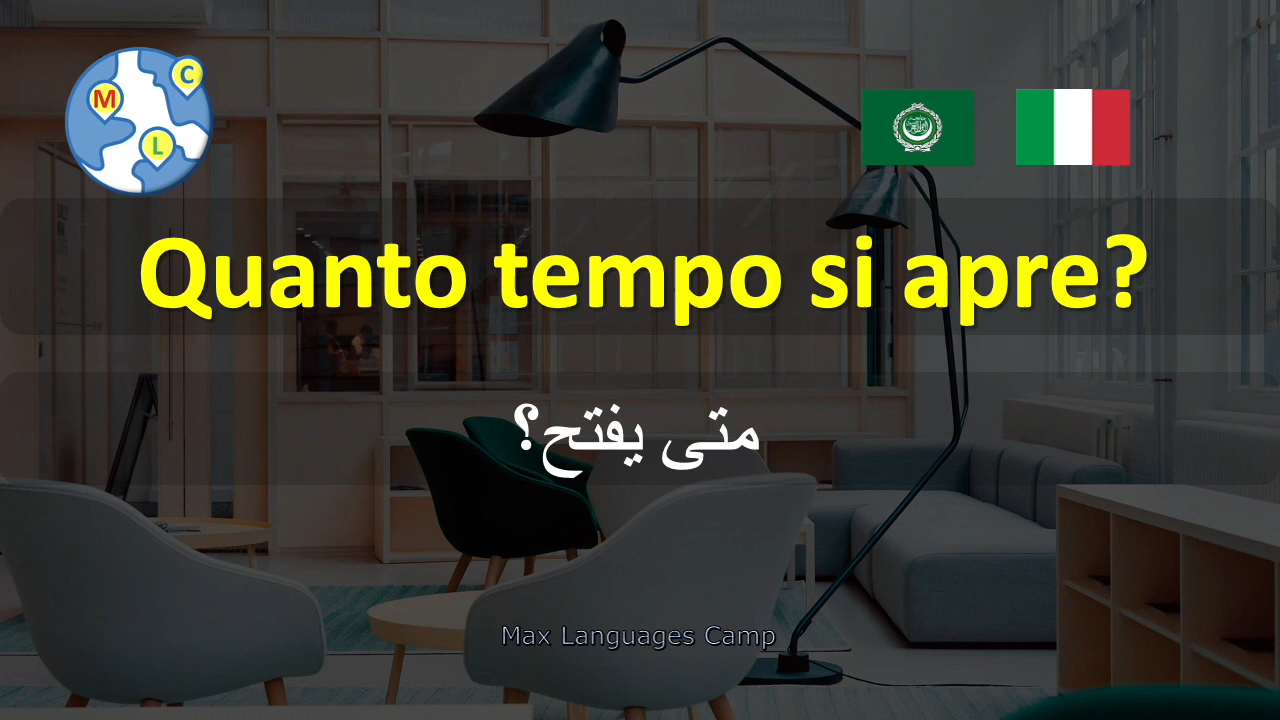 M
C
L
Quanto tempo si apre?
متى يفتح؟
Max Languages Camp